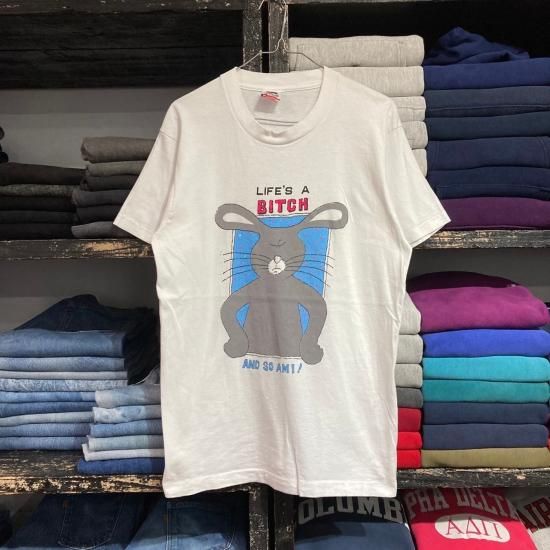 LIFE'S A
BITCH
AND SO AM I!
OLUMB
PHA DELTA
ΑΔΠ